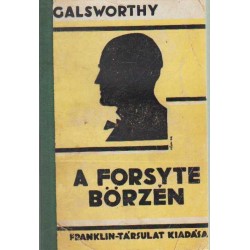 GALSWORTHY
A FORSYTE
BÖRZÉN
FRANKLIN-TÁRSULAT KIADÁSA